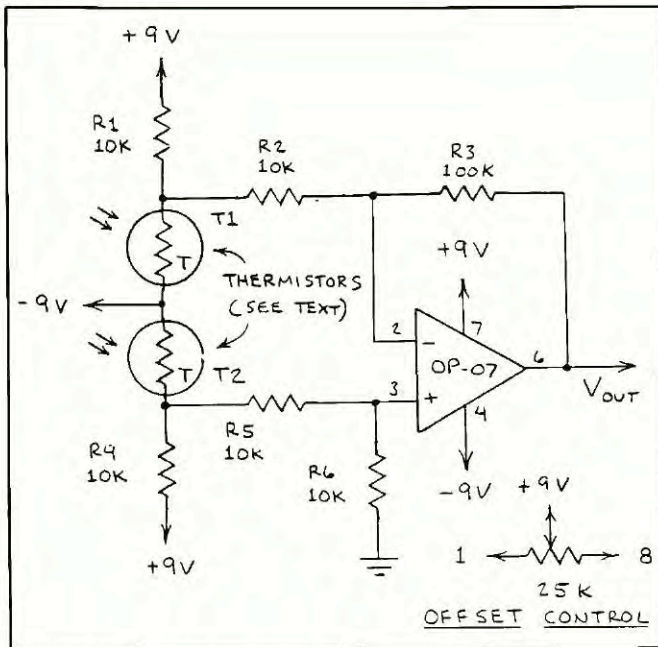 +9V
R1
10K
R2
10K
R3
100K
T1
+9V
T
THERMISTORS
(SEE TEXT)
-9V
2
-
7
OP-07
6
T
T2
3
+
4
VOUT
R4
10K
R5
10K
R6
10K
-9V
+9V
+9V
1
8
25K
OFFSET CONTROL